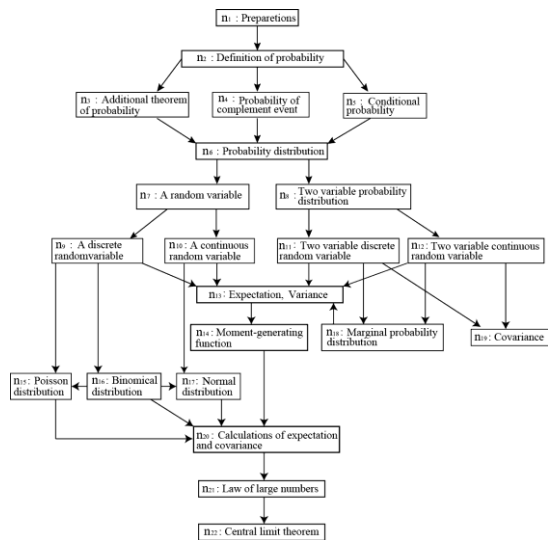 n1 : Preparetions
n2 : Definition of probability
n3 : Additional theorem
of probability
n4 : Probability of
complement event
n5 : Conditional
probability
n6 : Probability distribution
n7 : A random variable
n8 : Two variable probability
distribution
n9 : A discrete
randomvariable
n10 : A continuous
random variable
n11 : Two variable discrete
random variable
n12 : Two variable continuous
random variable
n13 : Expectation, Variance
n14 : Moment-generating
function
n18 : Marginal probability
distribution
n19 : Covariance
n15 : Poisson
distribution
n16 : Binomical
distribution
n17 : Normal
distribution
n20 : Calculations of expectation
and covariance
n21 : Law of large numbers
n22 : Central limit theorem